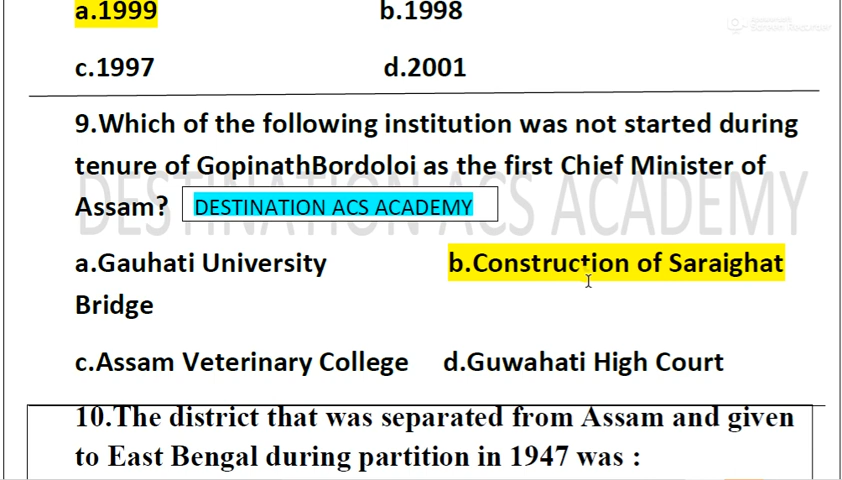 a.1999 b.1998
c.1997 d.2001
9.Which of the following institution was not started during
tenure of GopinathBordoloi as the first Chief Minister of
Assam? DESTINATION ACS ACADEMY
DESTINATION ACS ACADEMY
a.Gauhati University b.Construction of Saraighat
Bridge
c.Assam Veterinary College d.Guwahati High Court
10.The district that was separated from Assam and given
to East Bengal during partition in 1947 was :